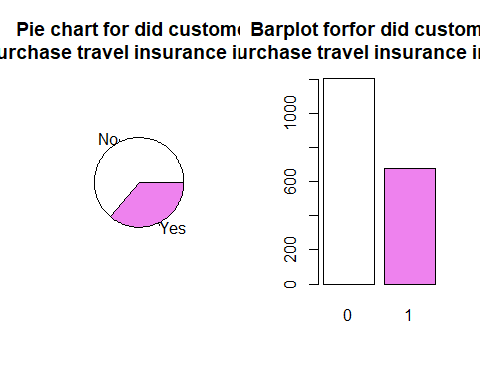 Pie chart for did custome
urchase travel insurance i
Barplot forfor did custom
urchase travel insurance in
No
Yes
1000
600
200
0
0
1